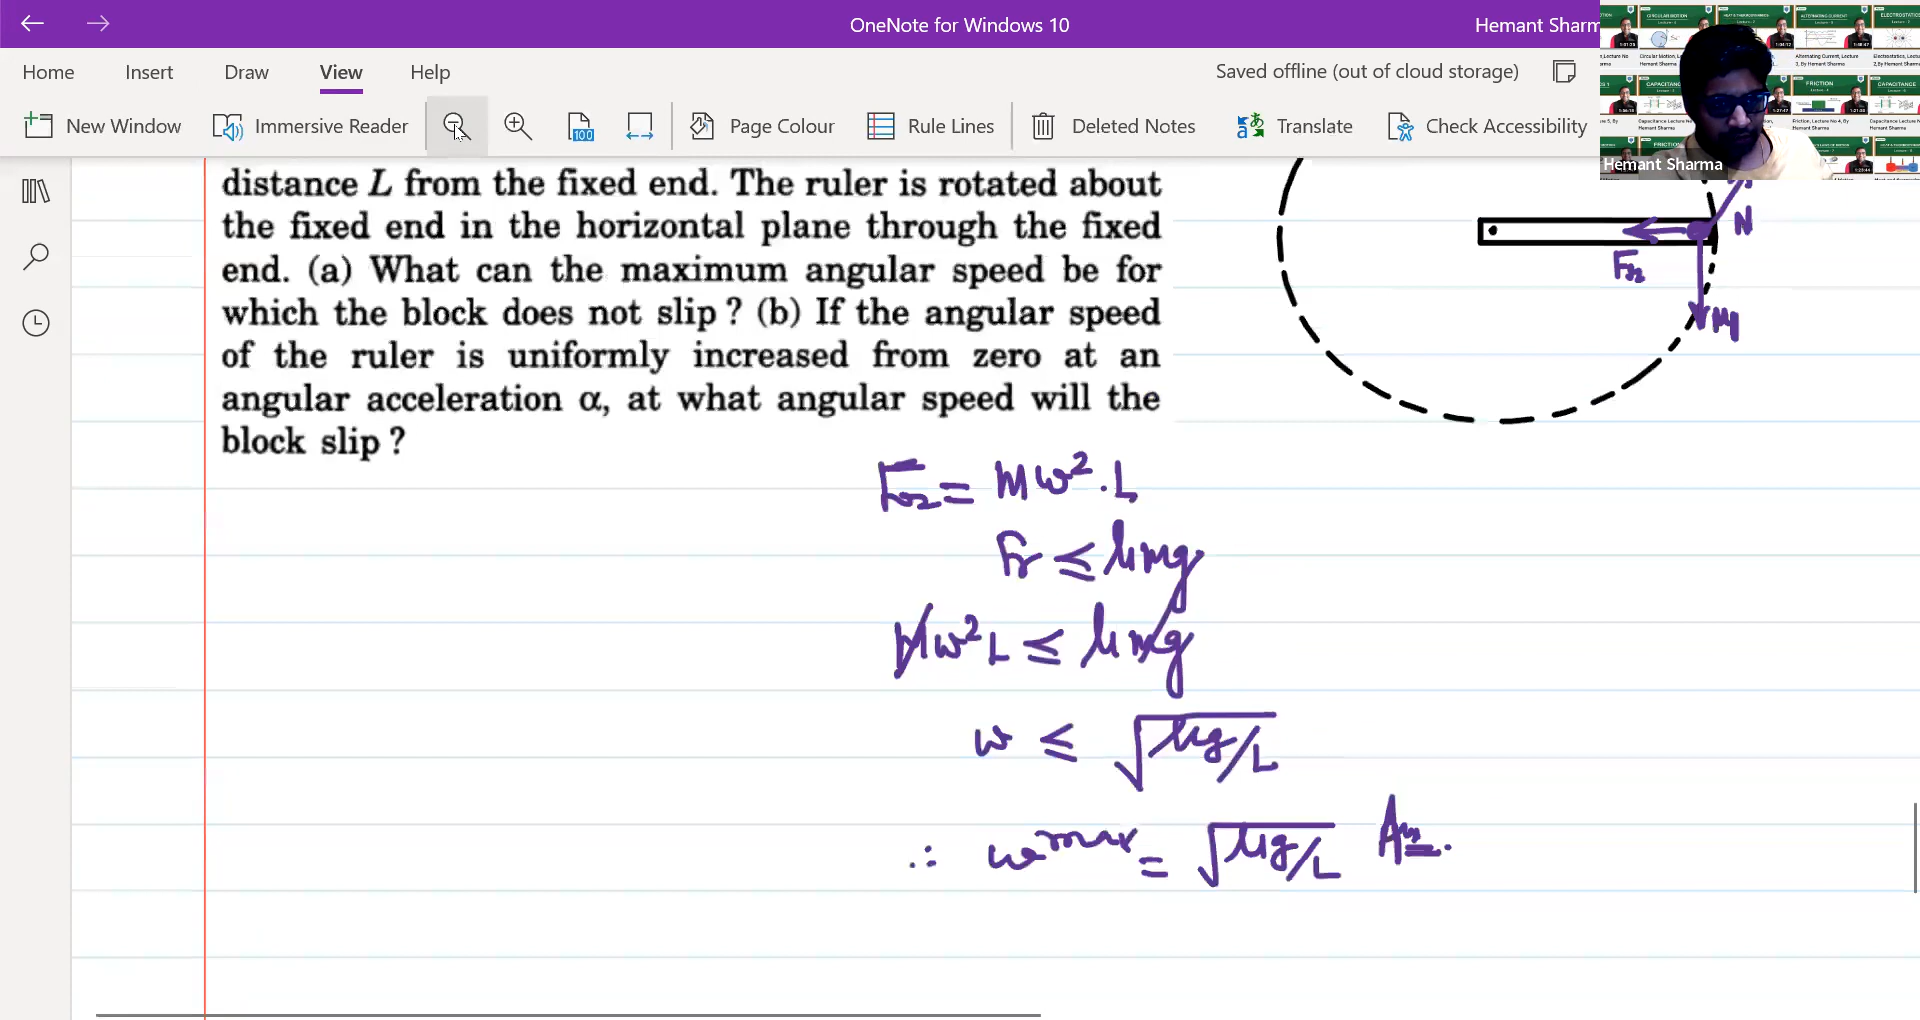 OneNote for Windows 10
Hemant Sharm
Home Insert Draw View Help
Saved offline (out of cloud storage)
New Window Immersive Reader 100 Page Colour Rule Lines Deleted Notes Translate Check Accessibility
Hemant Sharma
distance L from the fixed end. The ruler is rotated about
the fixed end in the horizontal plane through the fixed
end. (a) What can the maximum angular speed be for
which the block does not slip ? (b) If the angular speed
of the ruler is uniformly increased from zero at an
angular acceleration α, at what angular speed will the
block slip ?
N
Fr2
Mg
Fr2 = Mω². L
Fr ≤ μmg
Mω²L ≤ μmg
ω ≤ √μg/L
∴ ω max = √μg/L Ans.